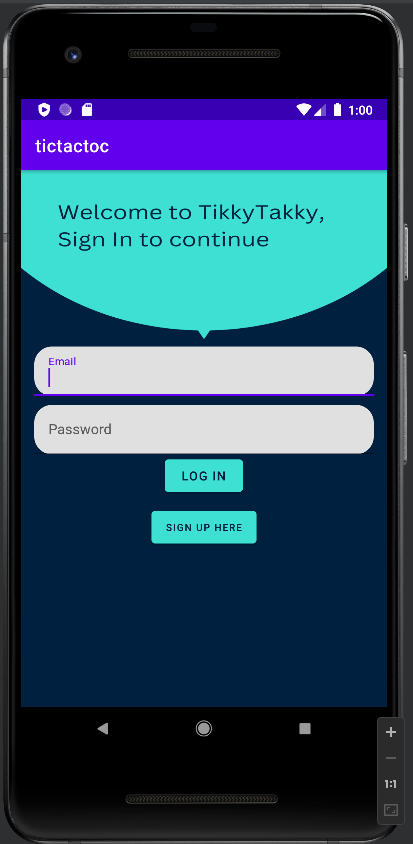 1:00
tictactoc
Welcome to TikkyTakky,
Sign In to continue
Email
Password
LOG IN
SIGN UP HERE
1:1